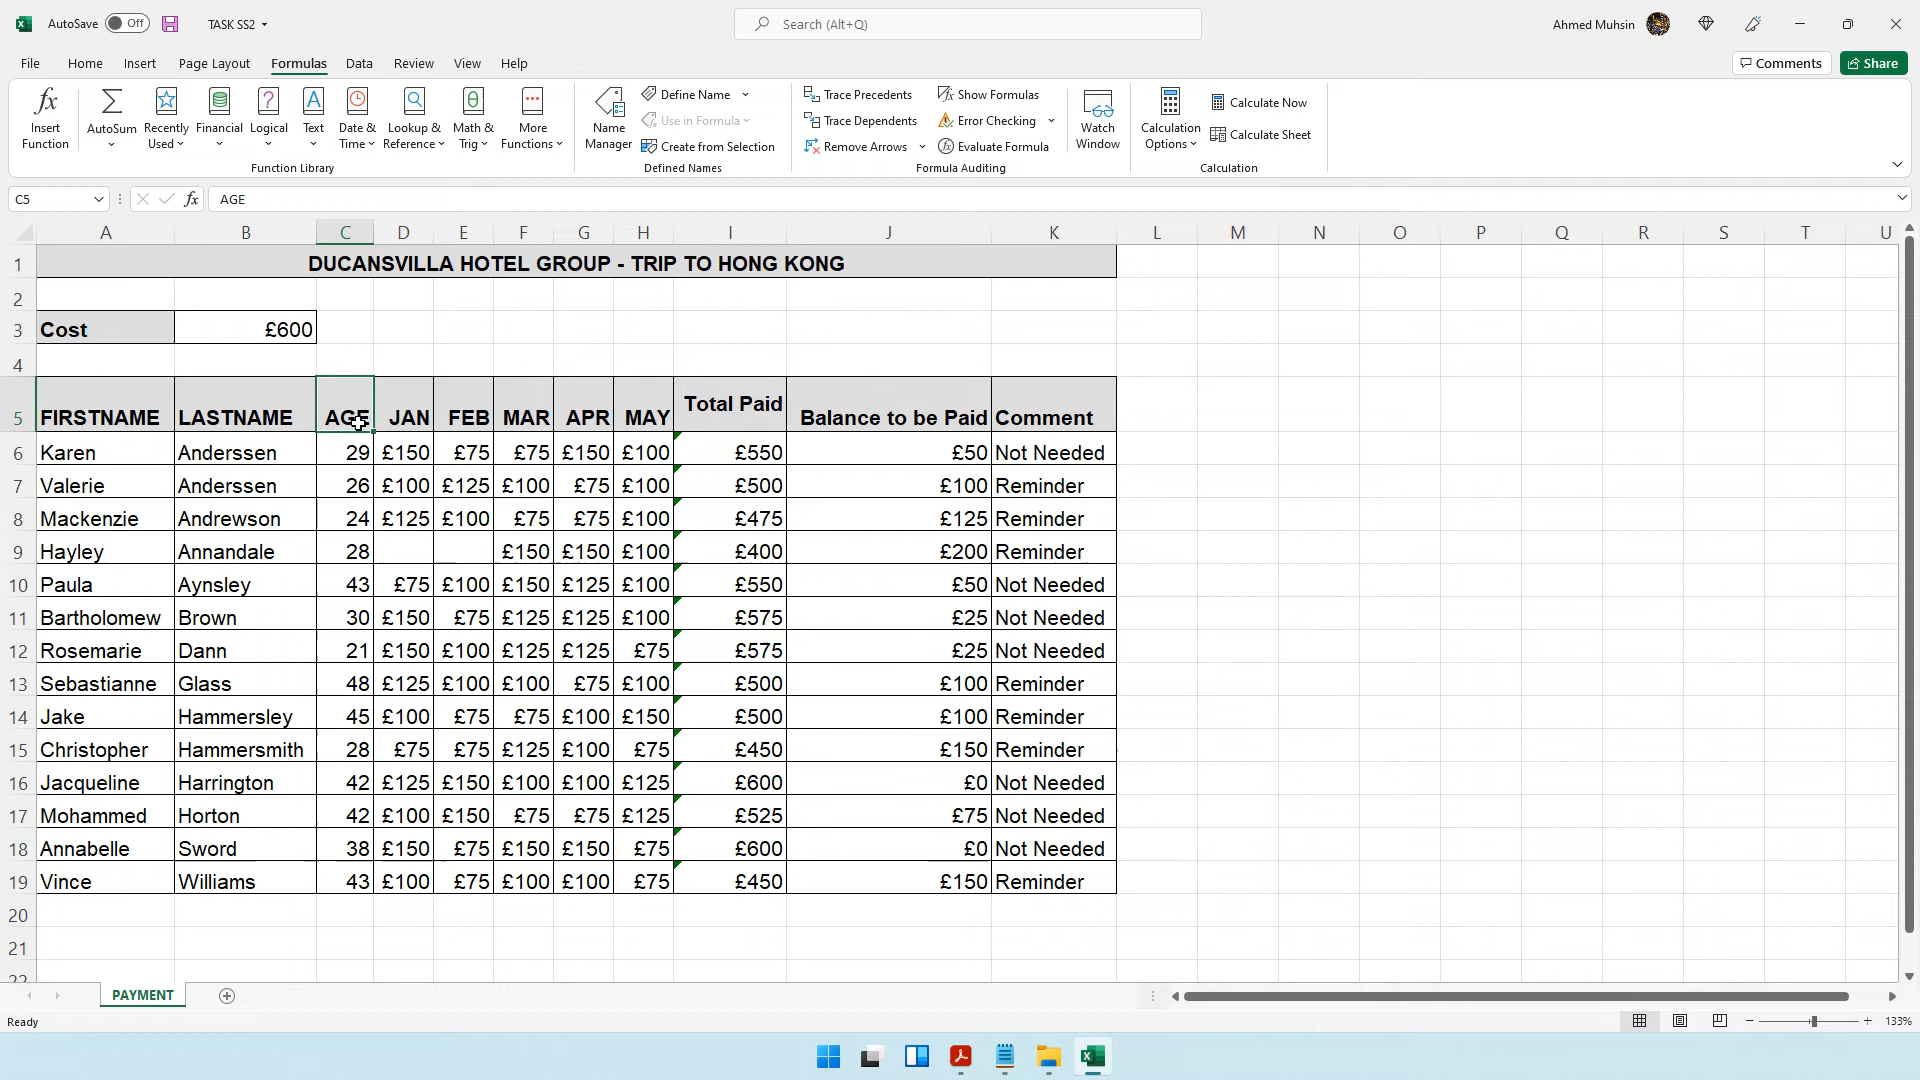 AutoSave Off TASK SS2 Search (Alt+Q) Ahmed Muhsin
File Home Insert Page Layout Formulas Data Review View Help Comments Share
Insert Function AutoSum Recently Used Financial Logical Text Date & Time Lookup & Reference Math & Trig More Functions
Function Library
Name Manager Define Name Use in Formula Create from Selection
Defined Names
Trace Precedents Show Formulas
Trace Dependents Error Checking
Remove Arrows Evaluate Formula
Formula Auditing
Watch Window
Calculation Options Calculate Now Calculate Sheet
Calculation
C5 fx AGE
A B C D E F G H I J K L M N O P Q R S T U
1 DUCANSVILLA HOTEL GROUP - TRIP TO HONG KONG
2
3 Cost £600
4
5 FIRSTNAME LASTNAME AGE JAN FEB MAR APR MAY Total Paid Balance to be Paid Comment
6 Karen Anderssen 29 £150 £75 £75 £150 £100 £550 £50 Not Needed
7 Valerie Anderssen 26 £100 £125 £100 £75 £100 £500 £100 Reminder
8 Mackenzie Andrewson 24 £125 £100 £75 £75 £100 £475 £125 Reminder
9 Hayley Annandale 28 £150 £150 £100 £400 £200 Reminder
10 Paula Aynsley 43 £75 £100 £150 £125 £100 £550 £50 Not Needed
11 Bartholomew Brown 30 £150 £75 £125 £125 £100 £575 £25 Not Needed
12 Rosemarie Dann 21 £150 £100 £125 £125 £75 £575 £25 Not Needed
13 Sebastianne Glass 48 £125 £100 £100 £75 £100 £500 £100 Reminder
14 Jake Hammersley 45 £100 £75 £75 £100 £150 £500 £100 Reminder
15 Christopher Hammersmith 28 £75 £75 £125 £100 £75 £450 £150 Reminder
16 Jacqueline Harrington 42 £125 £150 £100 £100 £125 £600 £0 Not Needed
17 Mohammed Horton 42 £100 £150 £75 £75 £125 £525 £75 Not Needed
18 Annabelle Sword 38 £150 £75 £150 £150 £75 £600 £0 Not Needed
19 Vince Williams 43 £100 £75 £100 £100 £75 £450 £150 Reminder
20
21
22
PAYMENT
Ready 133%